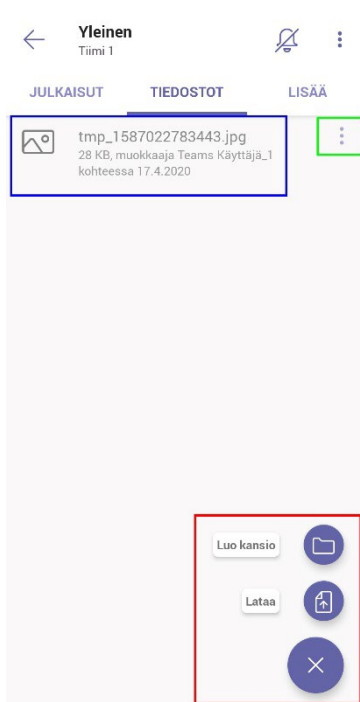 Yleinen
Tiimi 1
JULKAISUT TIEDOSTOT LISÄÄ
tmp_1587022783443.jpg
28 KB, muokkaaja Teams Käyttäjä_1
kohteessa 17.4.2020
Luo kansio
Lataa